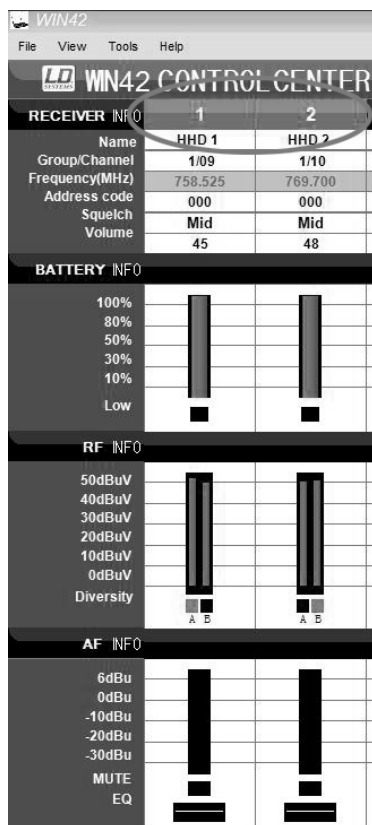 WIN42
File View Tools Help
LD SYSTEMS WIN42 CONTROL CENTER
RECEIVER INFO 1 2
Name HHD 1 HHD 2
Group/Channel 1/09 1/10
Frequency(MHz) 758.525 769.700
Address code 000 000
Squelch Mid Mid
Volume 45 48
BATTERY INFO
100%
80%
50%
30%
10%
Low
RF INFO
50dBuV
40dBuV
30dBuV
20dBuV
10dBuV
0dBuV
Diversity
A B A B
AF INFO
6dBu
0dBu
-10dBu
-20dBu
-30dBu
MUTE
EQ